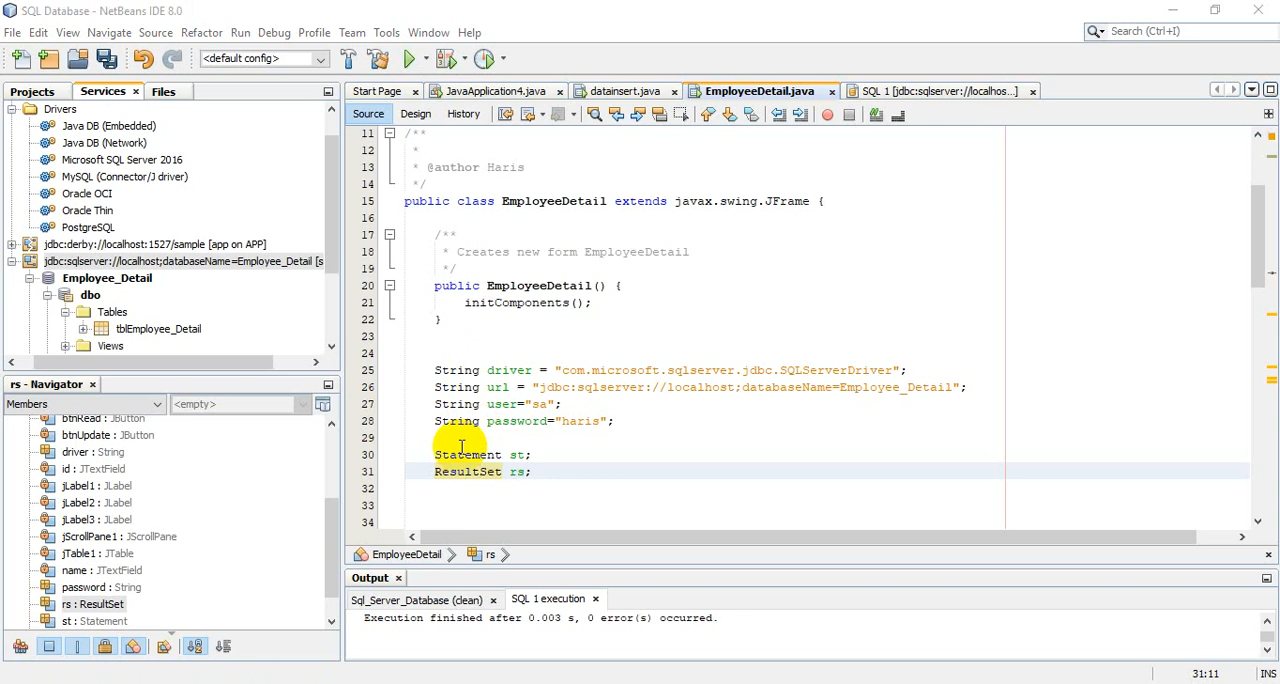 SQL Database - NetBeans IDE 8.0
File Edit View Navigate Source Refactor Run Debug Profile Team Tools Window Help
Search (Ctrl+I)
<default config>
Projects Services × Files
Start Page × JavaApplication4.java × datainsert.java × EmployeeDetail.java × SQL 1 [jdbc:sqlserver://localhos...] ×
Source Design History
Drivers
Java DB (Embedded)
Java DB (Network)
Microsoft SQL Server 2016
MySQL (Connector/J driver)
Oracle OCI
Oracle Thin
PostgreSQL
jdbc:derby://localhost:1527/sample [app on APP]
jdbc:sqlserver://localhost;databaseName=Employee_Detail [s
Employee_Detail
dbo
Tables
tblEmployee_Detail
Views
rs - Navigator ×
Members <empty>
btnRead : JButton
btnUpdate : JButton
driver : String
id : JTextField
jLabel1 : JLabel
jLabel2 : JLabel
jLabel3 : JLabel
jScrollPane1 : JScrollPane
jTable1 : JTable
name : JTextField
password : String
rs : ResultSet
st : Statement
11 /**
12 *
13 * @author Haris
14 */
15 public class EmployeeDetail extends javax.swing.JFrame {
16
17 /**
18 * Creates new form EmployeeDetail
19 */
20 public EmployeeDetail() {
21 initComponents();
22 }
23
24
25 String driver = "com.microsoft.sqlserver.jdbc.SQLServerDriver";
26 String url = "jdbc:sqlserver://localhost;databaseName=Employee_Detail";
27 String user="sa";
28 String password="haris";
29
30 Statement st;
31 ResultSet rs;
32
33
34
EmployeeDetail rs
Output ×
Sql_Server_Database (clean) × SQL 1 execution ×
Execution finished after 0.003 s, 0 error(s) occurred.
31:11 INS